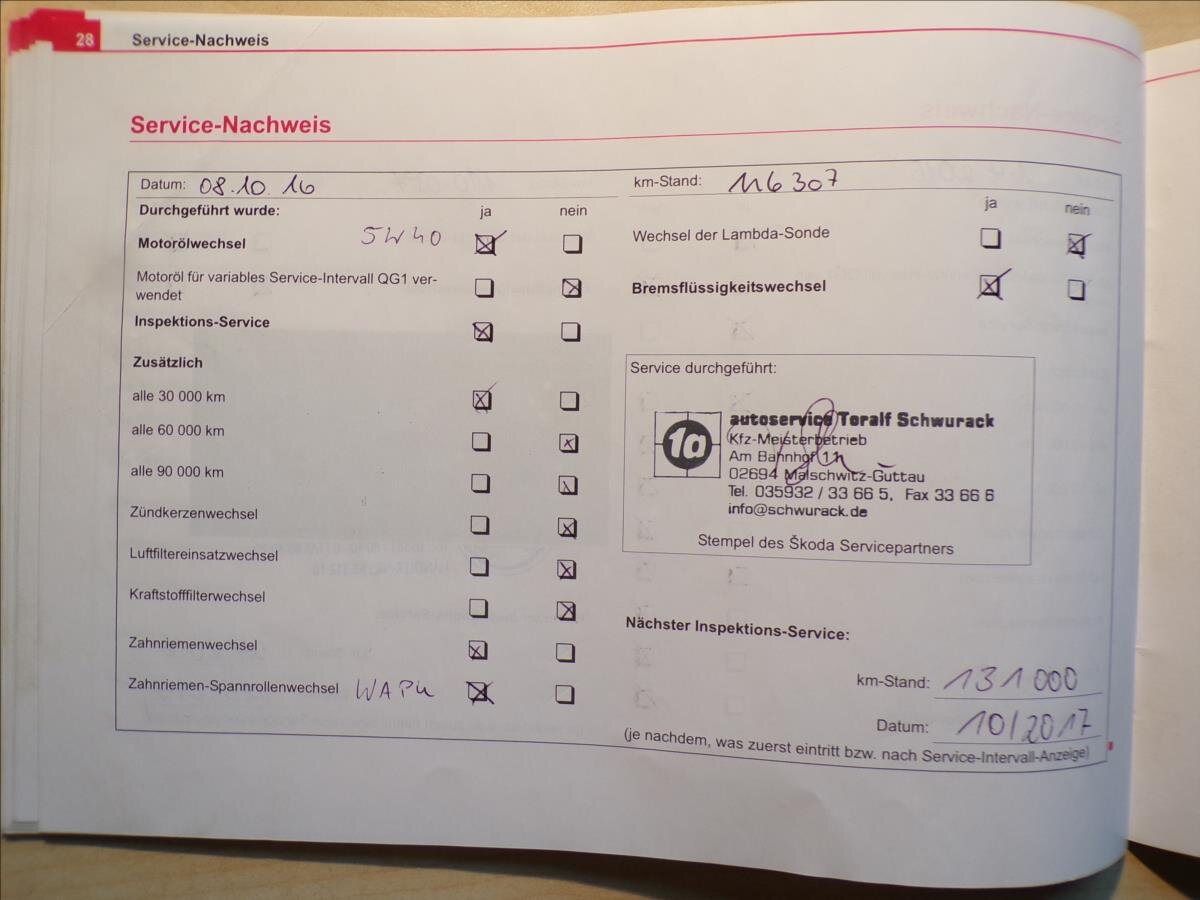 28 Service-Nachweis
Service-Nachweis
Datum: 08.10.16
Durchgeführt wurde: ja nein
Motorölwechsel 5W40
Motoröl für variables Service-Intervall QG1 ver-
wendet
Inspektions-Service
Zusätzlich
alle 30 000 km
alle 60 000 km
alle 90 000 km
Zündkerzenwechsel
Luftfiltereinsatzwechsel
Kraftstofffilterwechsel
Zahnriemenwechsel
Zahnriemen-Spannrollenwechsel WAPU
km-Stand: 116307
ja nein
Wechsel der Lambda-Sonde
Bremsflüssigkeitswechsel
Service durchgeführt:
1a
autoservice Toralf Schwurack
Kfz-Meisterbetrieb
Am Bahnhof 11
02694 Malschwitz-Guttau
Tel. 035932 / 33 66 5, Fax 33 66 6
info@schwurack.de
Stempel des Škoda Servicepartners
Nächster Inspektions-Service:
km-Stand: 131000
Datum: 10/2017
(je nachdem, was zuerst eintritt bzw. nach Service-Intervall-Anzeige)